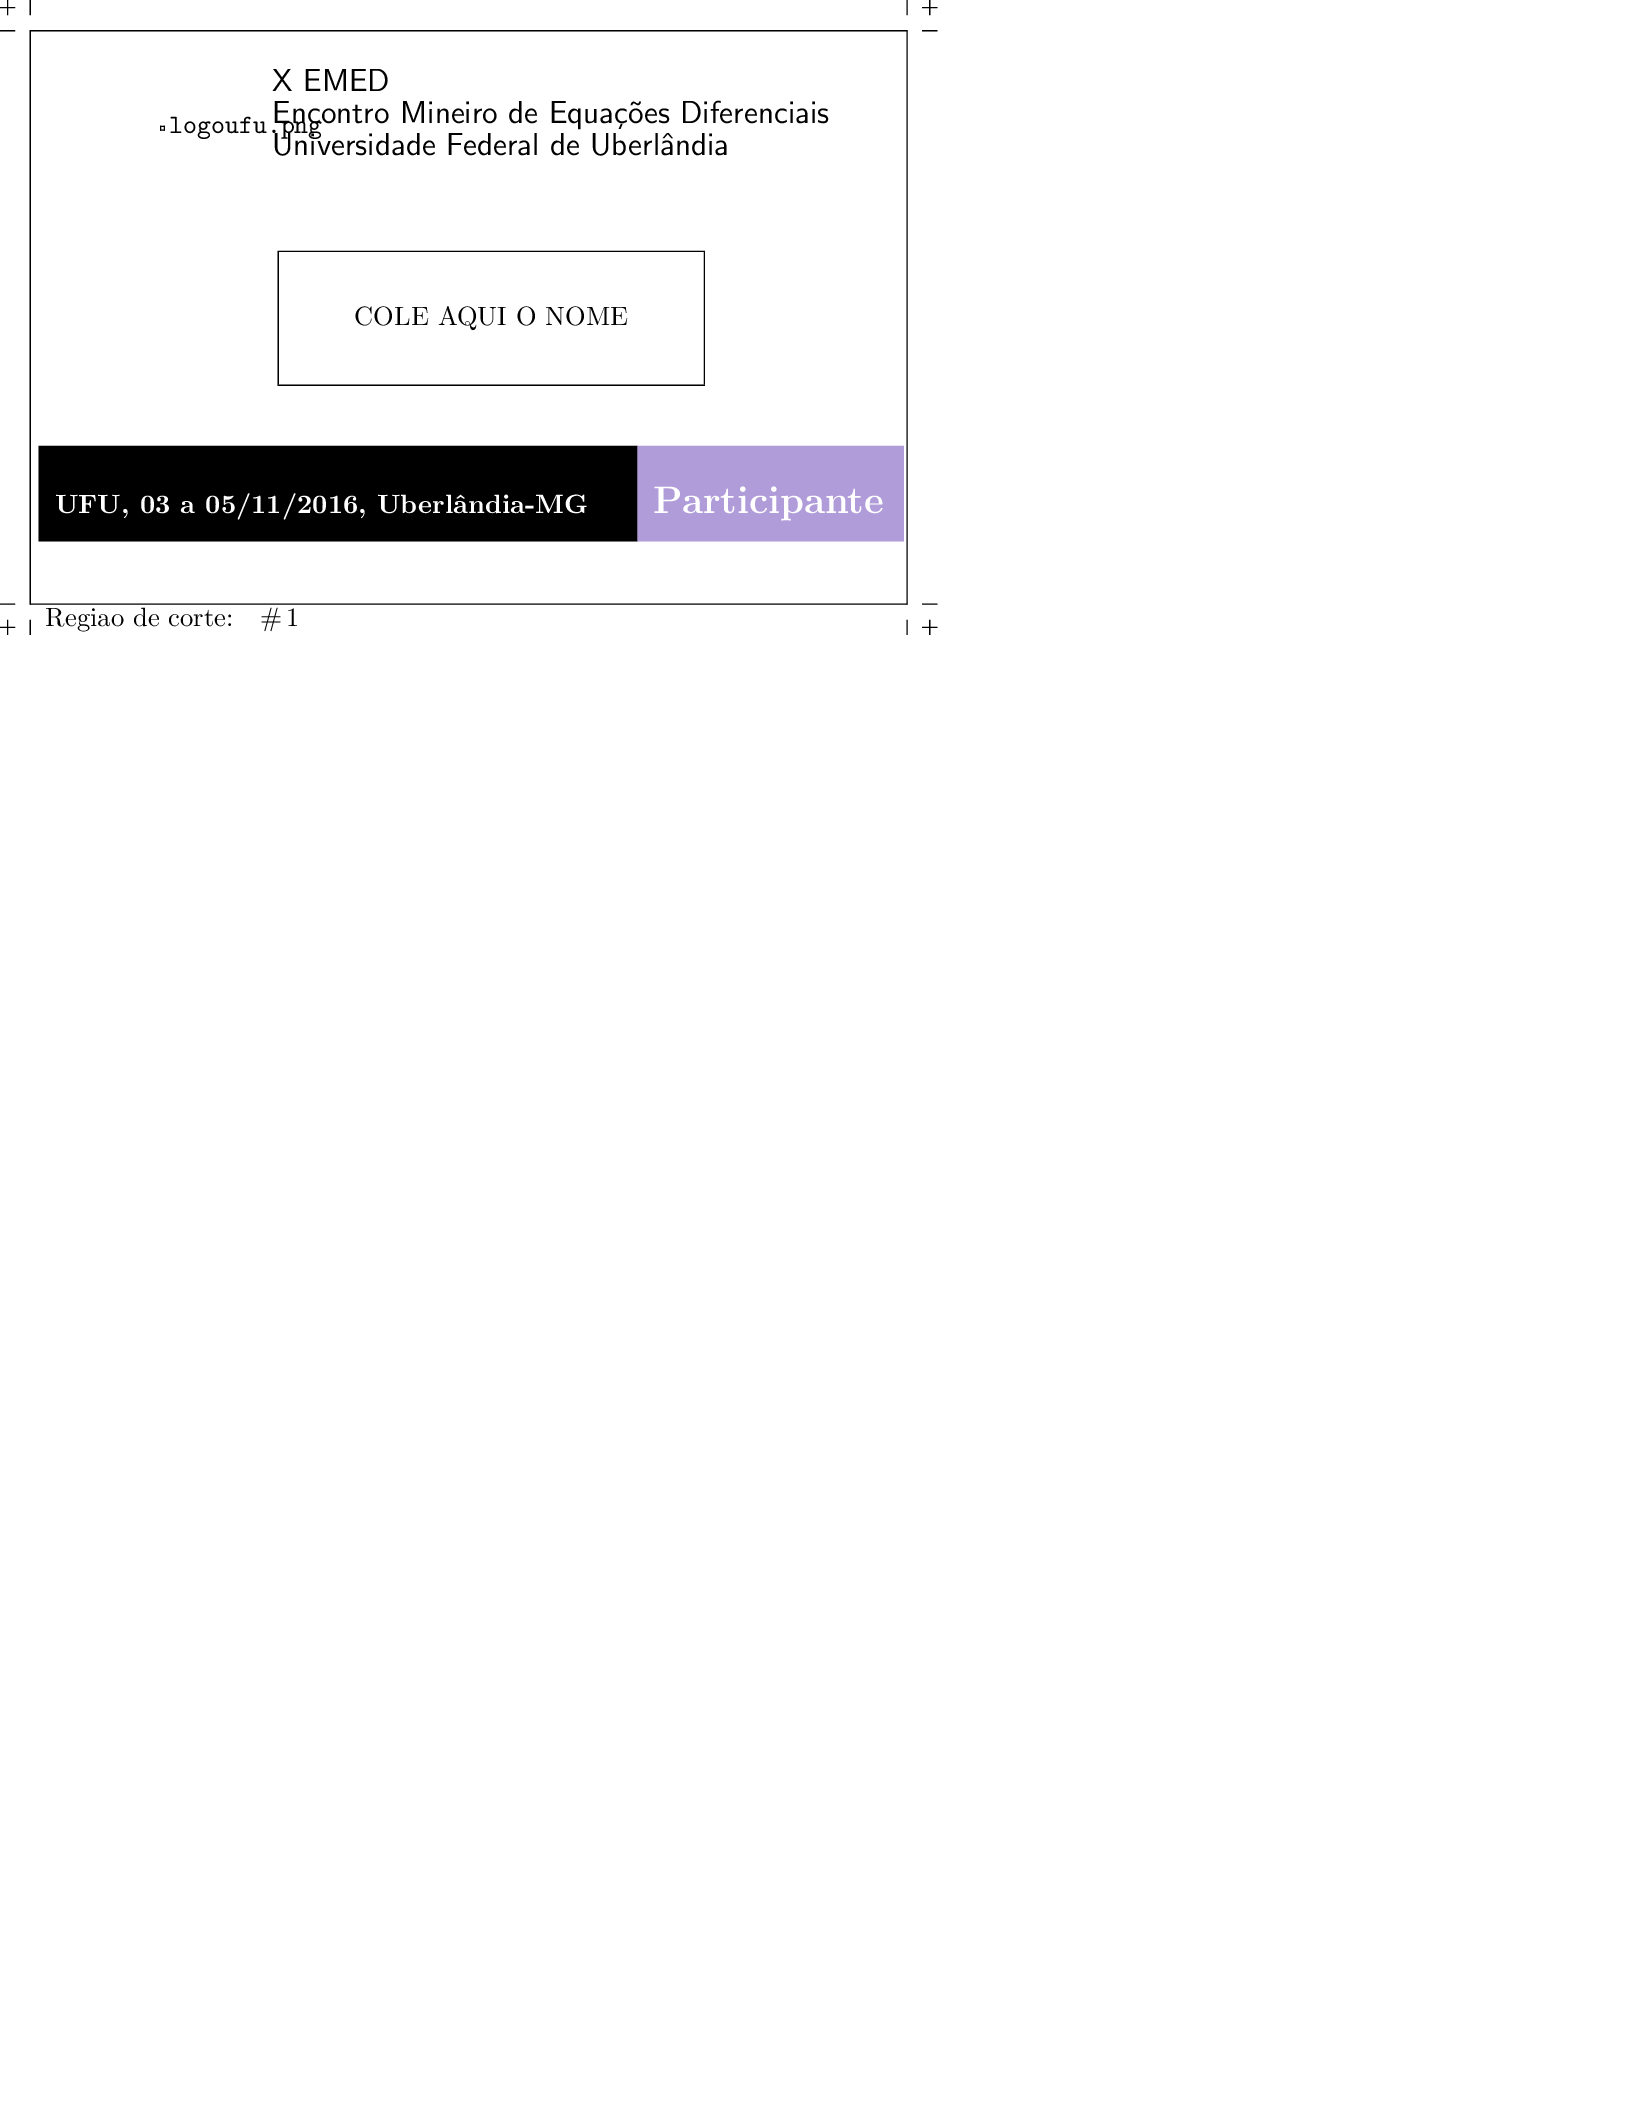 X EMED
Encontro Mineiro de Equações Diferenciais
logoufu.png
Universidade Federal de Uberlândia
COLE AQUI O NOME
UFU, 03 a 05/11/2016, Uberlândia-MG
Participante
Regiao de corte: #1